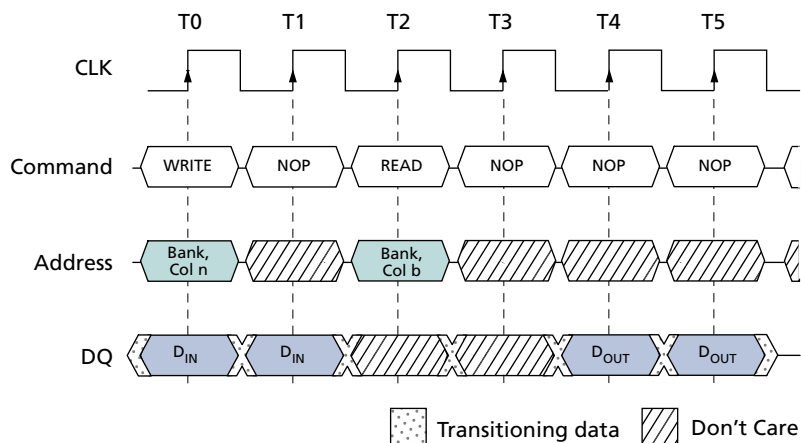 T0 T1 T2 T3 T4 T5
CLK
Command WRITE NOP READ NOP NOP NOP
Address Bank, Col n Bank, Col b
DQ DIN DIN DOUT DOUT
Transitioning data Don't Care